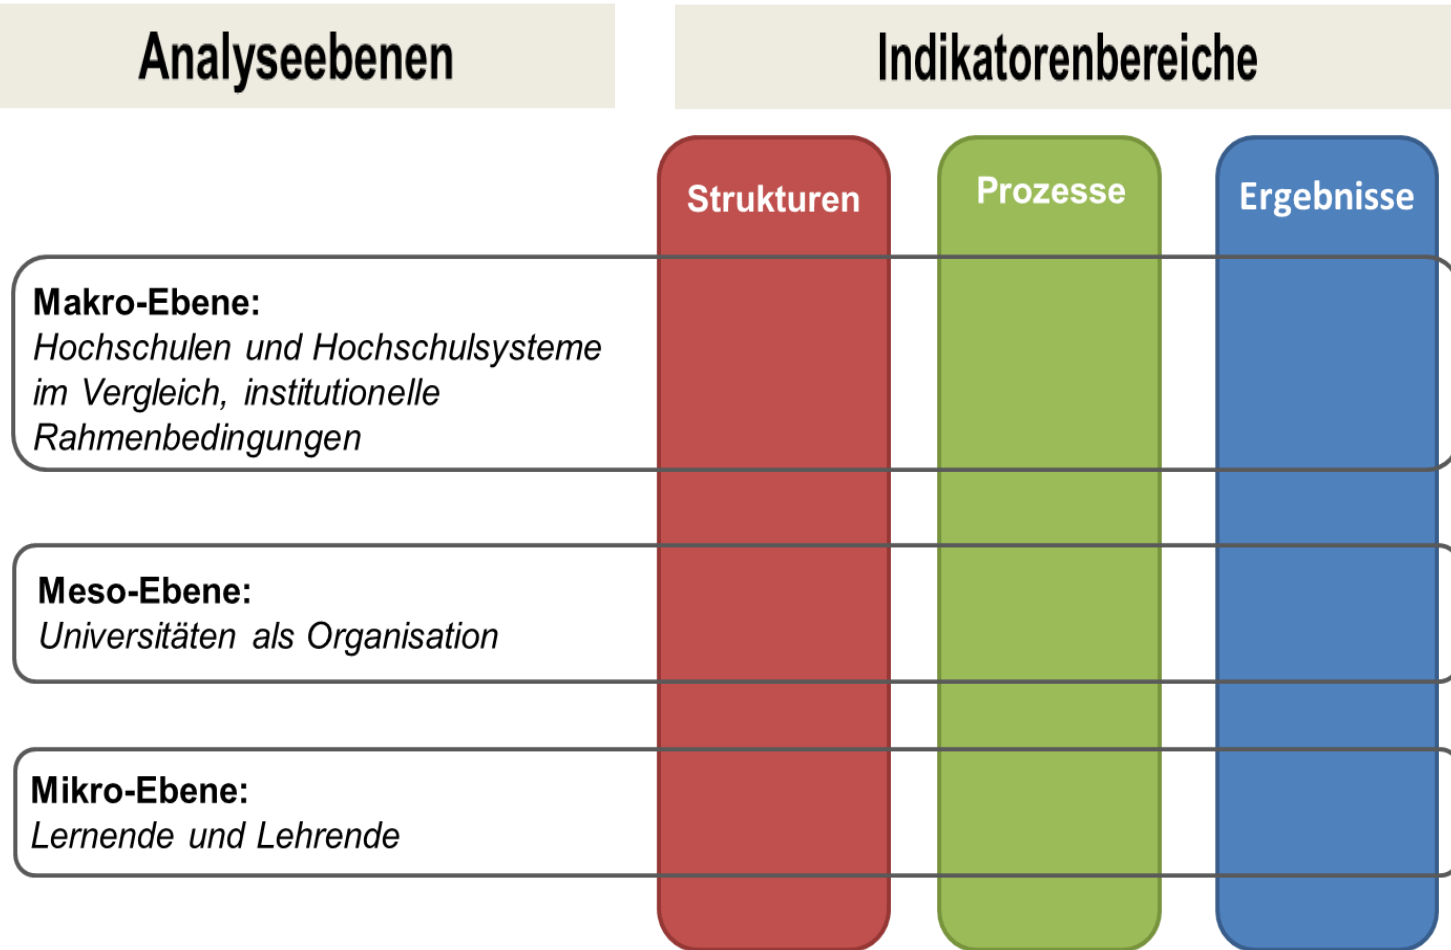 Analyseebenen
Indikatorenbereiche
Strukturen
Prozesse
Ergebnisse
Makro-Ebene:
Hochschulen und Hochschulsysteme
im Vergleich, institutionelle
Rahmenbedingungen
Meso-Ebene:
Universitäten als Organisation
Mikro-Ebene:
Lernende und Lehrende